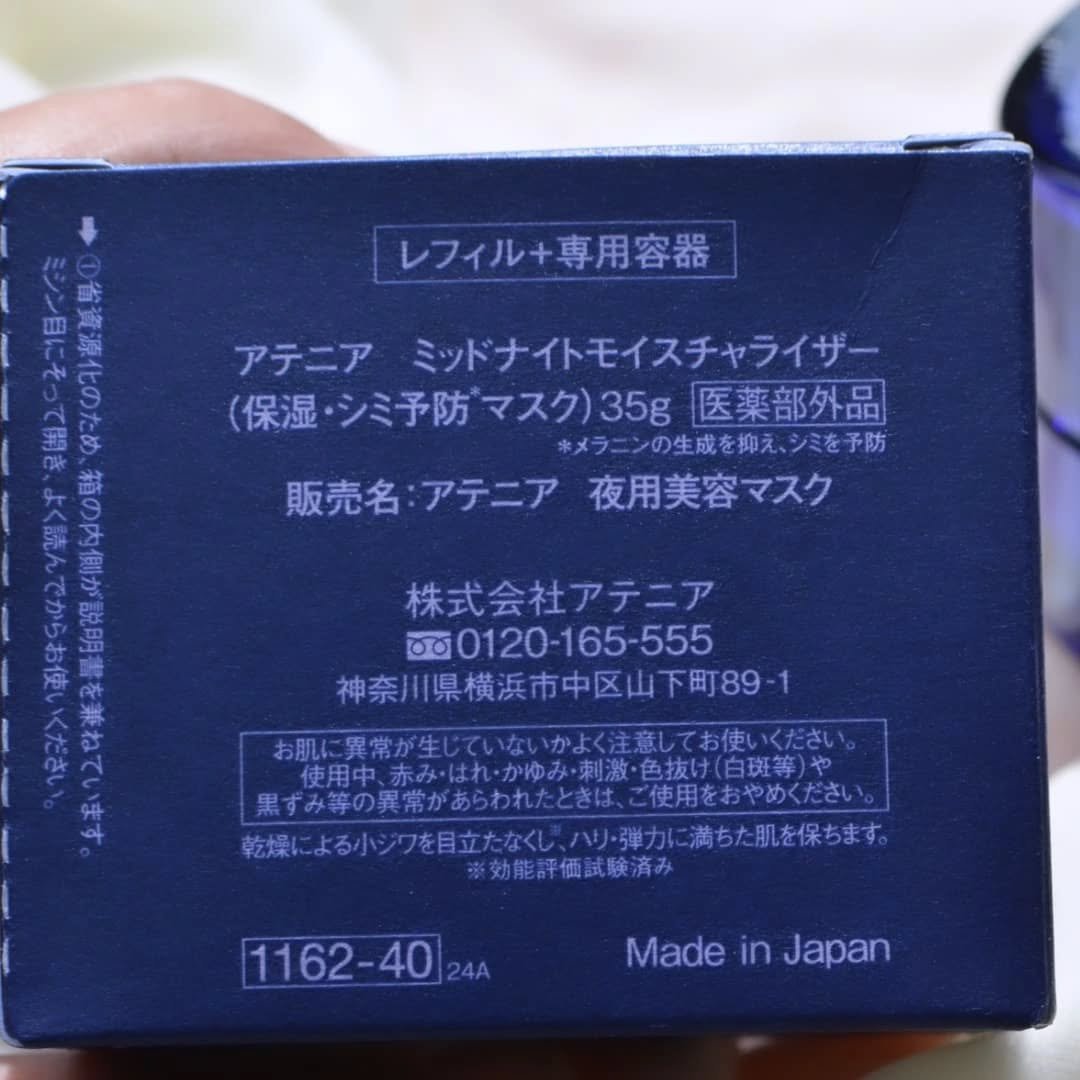 レフィル+専用容器
アテニア ミッドナイトモイスチャライザー
(保湿・シミ予防*マスク)35g 医薬部外品
*メラニンの生成を抑え、シミを予防
販売名:アテニア 夜用美容マスク
株式会社アテニア
0120-165-555
神奈川県横浜市中区山下町89-1
お肌に異常が生じていないかよく注意してお使いください。
使用中、赤み・はれ・かゆみ・刺激・色抜け(白斑等)や
黒ずみ等の異常があらわれたときは、ご使用をおやめください。
乾燥による小ジワを目立たなくし※、ハリ・弾力に満ちた肌を保ちます。
※効能評価試験済み
1162-40 24A
Made in Japan
①省資源化のため、箱の内側が説明書を兼ねています。
ミシン目にそって開き、よく読んでからお使いください。